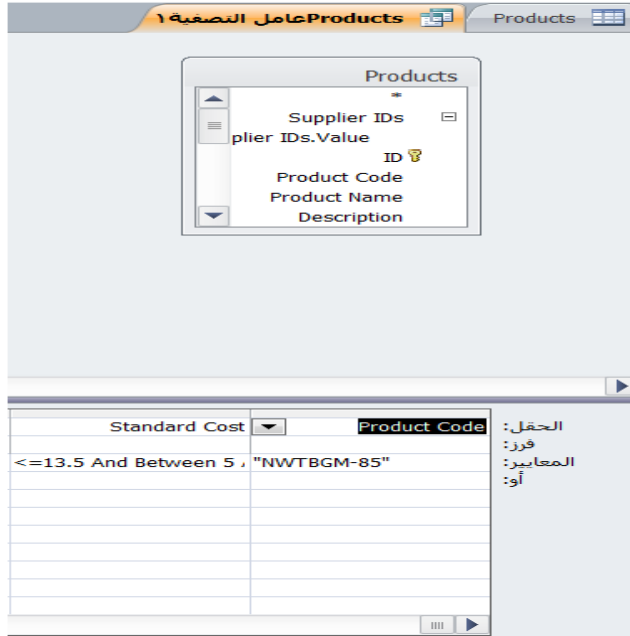 Products
Productsعامل التصفية١
Products
*
Supplier IDs
plier IDs.Value
ID
Product Code
Product Name
Description
الحقل:
Product Code
Standard Cost
فرز:
المعايير:
"NWTBGM-85"
<=13.5 And Between 5
أو: